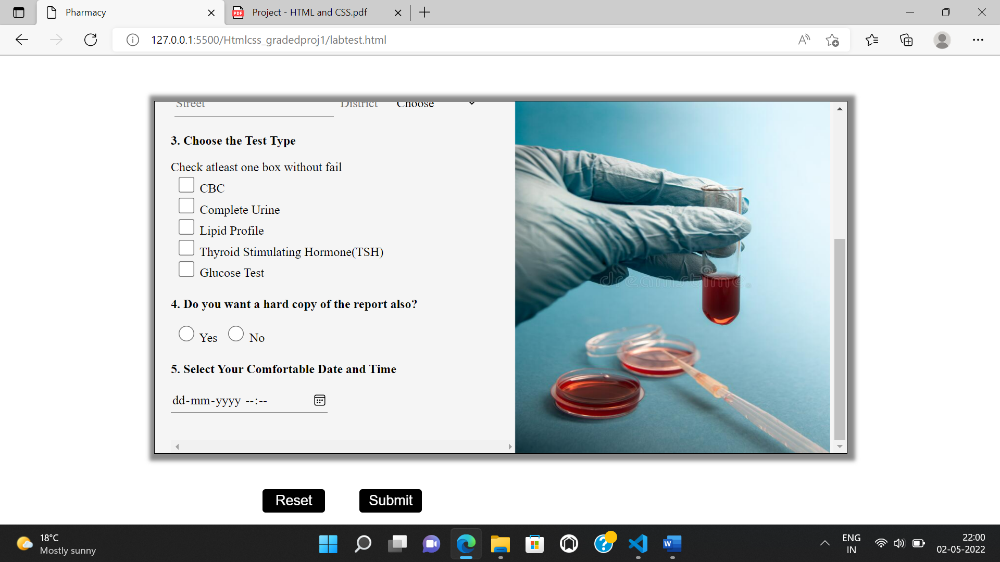 Pharmacy
PDF
Project - HTML and CSS.pdf
127.0.0.1:5500/Htmlcss_gradedproj1/labtest.html
Street District Choose
3. Choose the Test Type
Check atleast one box without fail
CBC
Complete Urine
Lipid Profile
Thyroid Stimulating Hormone(TSH)
Glucose Test
4. Do you want a hard copy of the report also?
Yes No
5. Select Your Comfortable Date and Time
dd-mm-yyyy --:--
dreamstime.
Reset Submit
18°C
Mostly sunny
ENG
IN
22:00
02-05-2022